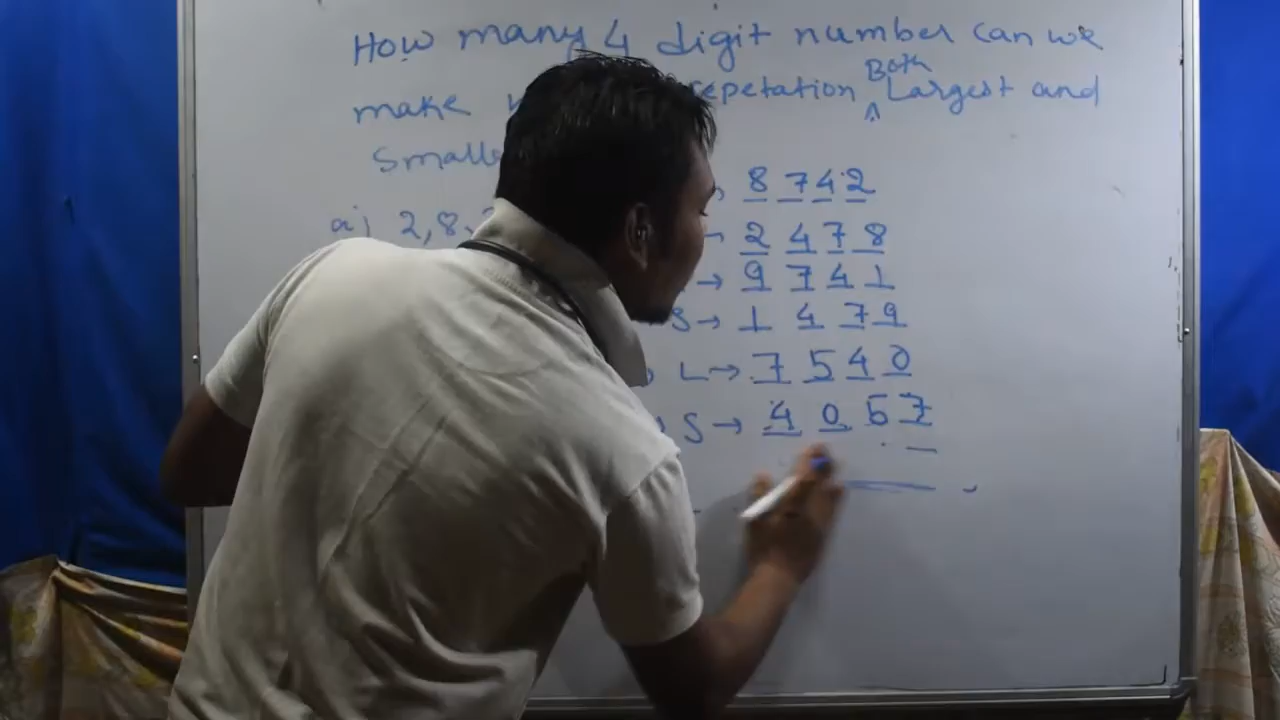 How many 4 digit number can we
make repetation Both Largest and
Smalle
8 7 4 2
a) 2,8, 2 4 7 8
→ 9 7 4 1
S→ 1 4 7 9
L→ 7 5 4 0
S→ 4 0 5 7